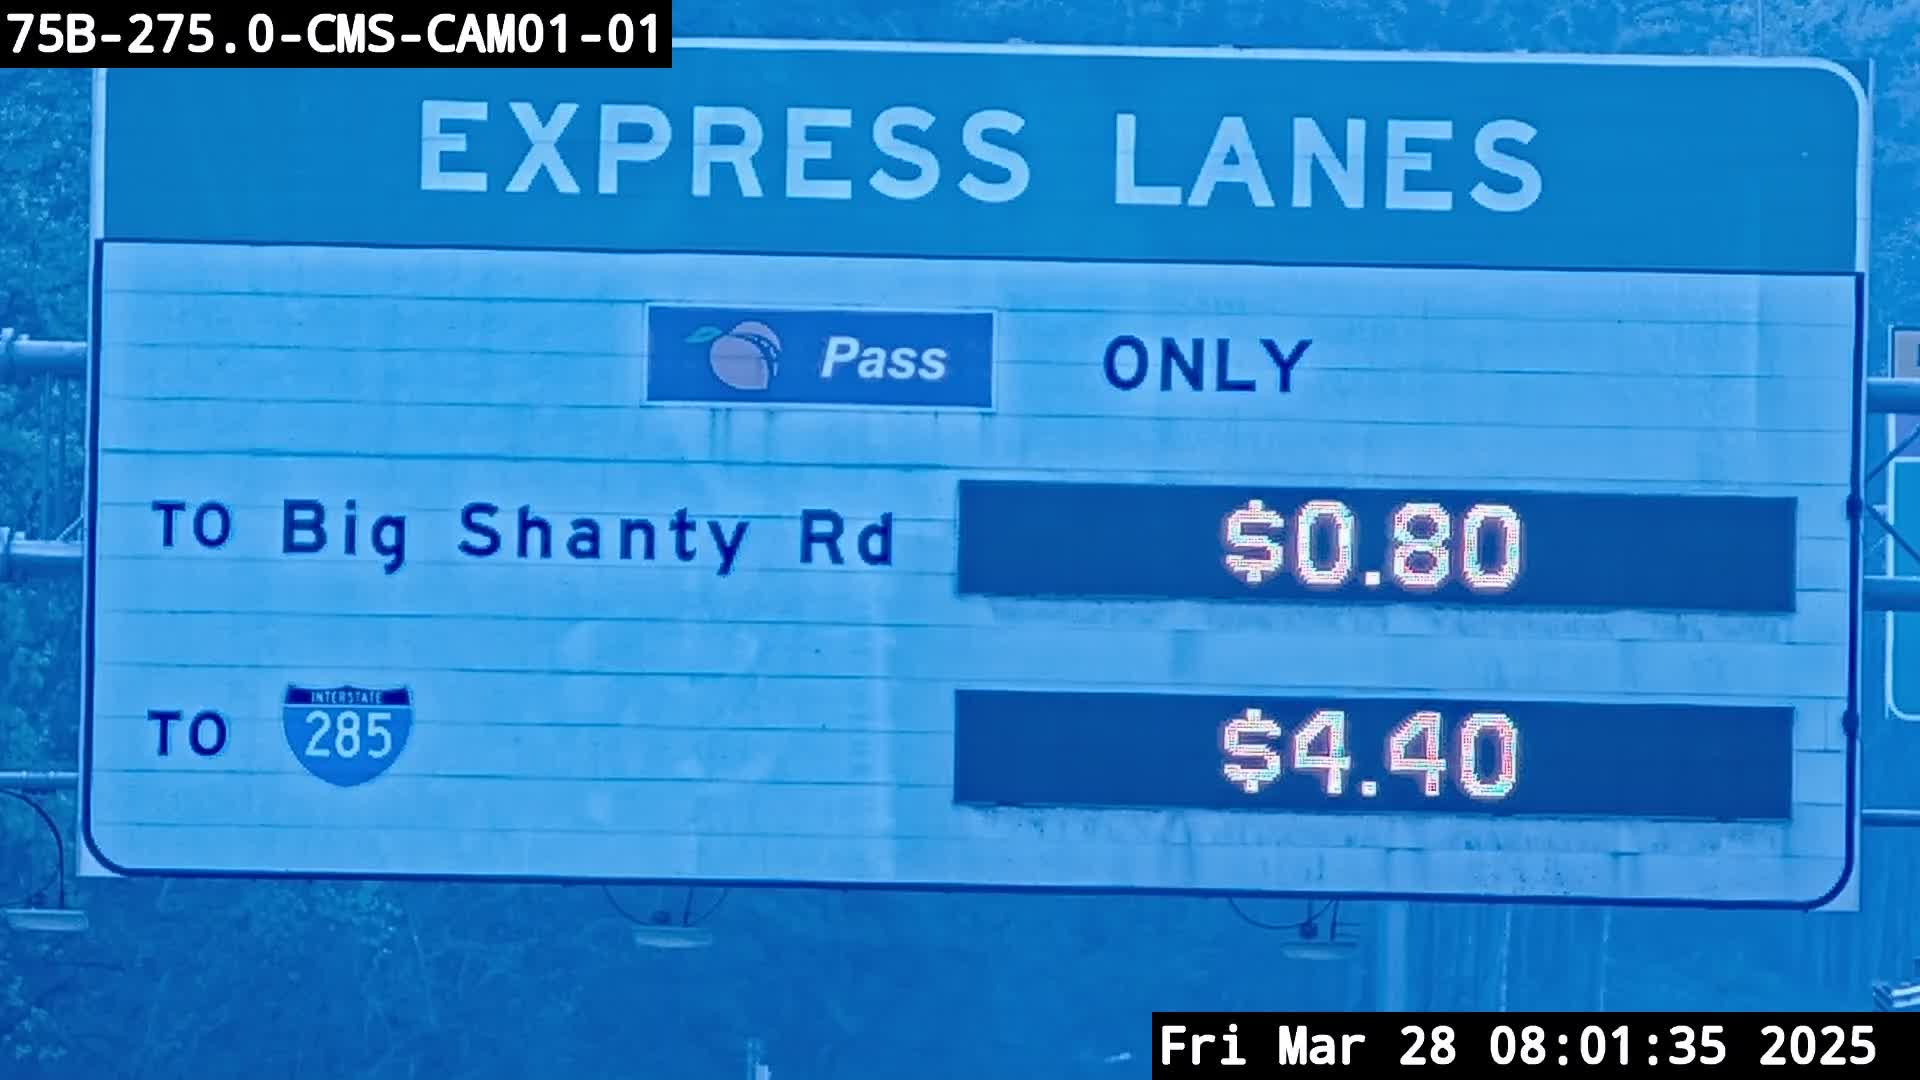 75B-275.0-CMS-CAM01-01
EXPRESS LANES
Pass ONLY
TO Big Shanty Rd $0.80
INTERSTATE
TO 285 $4.40
Fri Mar 28 08:01:35 2025